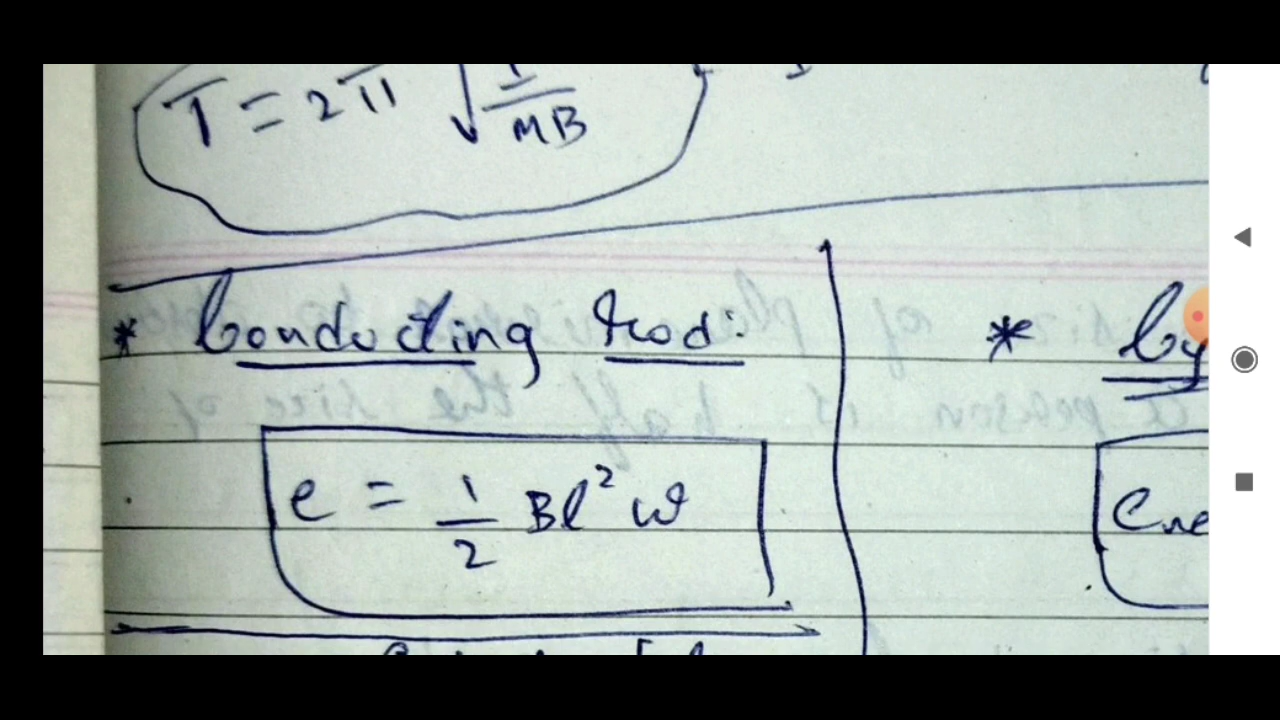 T = 2π √I/MB
* Conducting Rod:
e = 1/2 Bl²ω